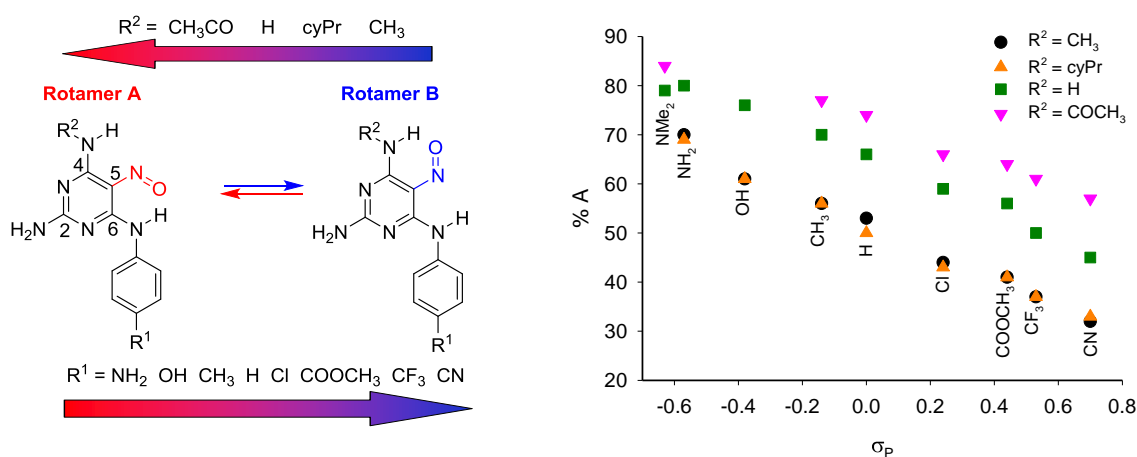 R² = CH₃CO H cyPr CH₃
Rotamer A
Rotamer B
R²
N
H
4
5
N
O
N
H
H₂N
2
N
6
N
R¹
R²
N
H
O
N
N
H₂N
N
N
H
R¹
R¹ = NH₂ OH CH₃ H Cl COOCH₃ CF₃ CN
90
80
70
60
50
40
30
20
% A
R² = CH₃
R² = cyPr
R² = H
R² = COCH₃
NMe₂
NH₂
OH
CH₃
H
Cl
COOCH₃
CF₃
CN
-0.6 -0.4 -0.2 0.0 0.2 0.4 0.6 0.8
σP